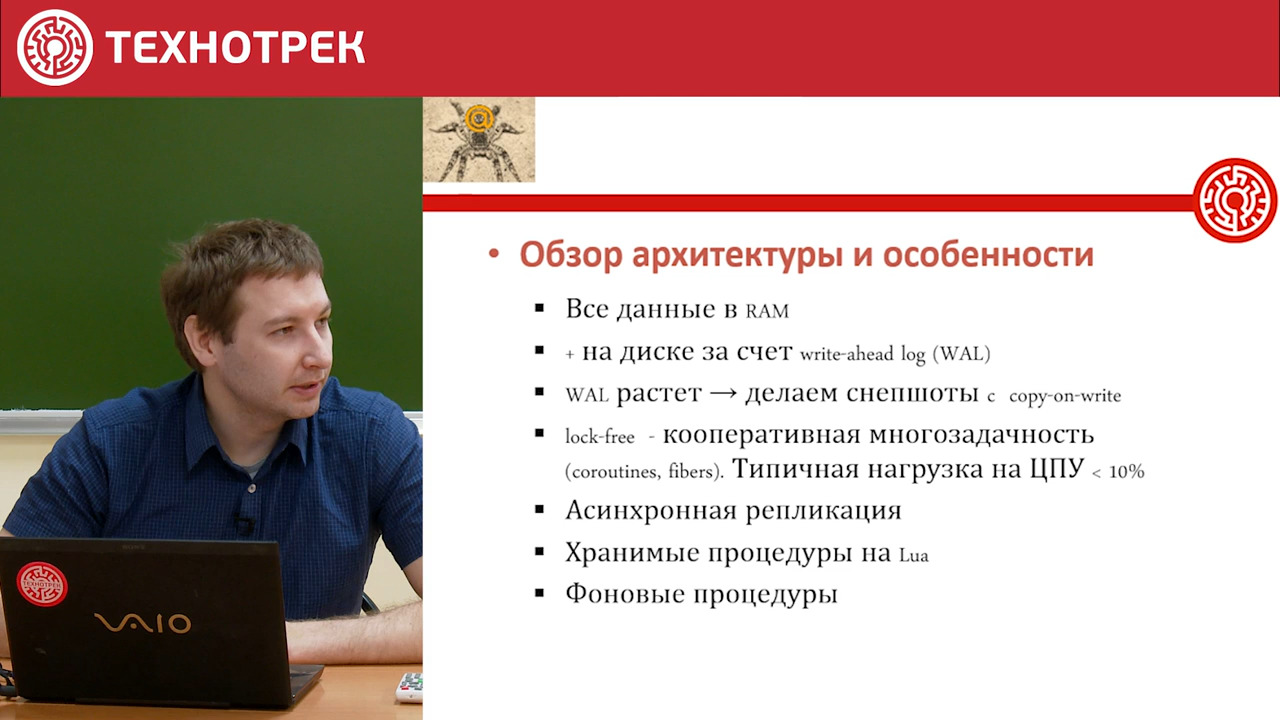 ТЕХНОТРЕК
@
• Обзор архитектуры и особенности
▪ Все данные в RAM
▪ + на диске за счет write-ahead log (WAL)
▪ WAL растет → делаем снепшоты с copy-on-write
▪ lock-free - кооперативная многозадачность
(coroutines, fibers). Типичная нагрузка на ЦПУ < 10%
▪ Асинхронная репликация
▪ Хранимые процедуры на Lua
▪ Фоновые процедуры
ТЕХНОТРЕК
VAIO